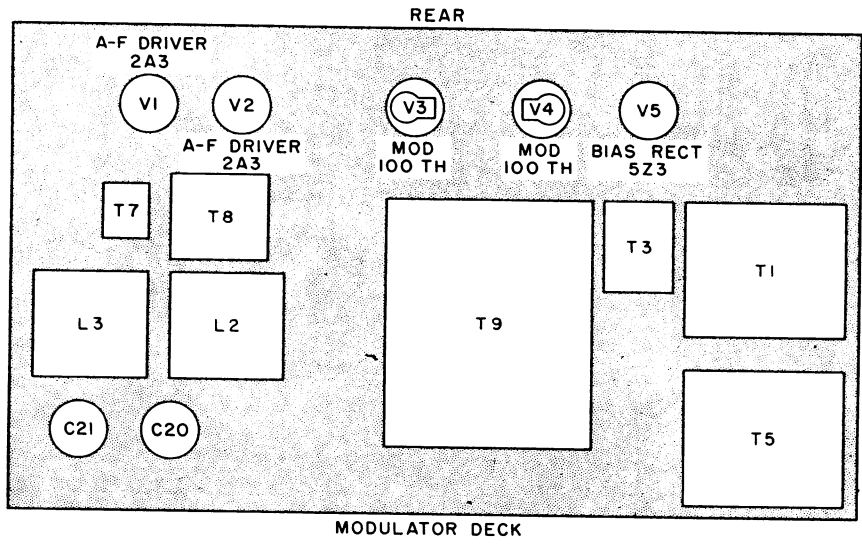 REAR
A-F DRIVER
2A3
V1
V2
V3
V4
V5
A-F DRIVER
2A3
MOD
100 TH
MOD
100 TH
BIAS RECT
5Z3
T7
T8
T3
T1
L3
L2
T9
C21
C20
T5
MODULATOR DECK